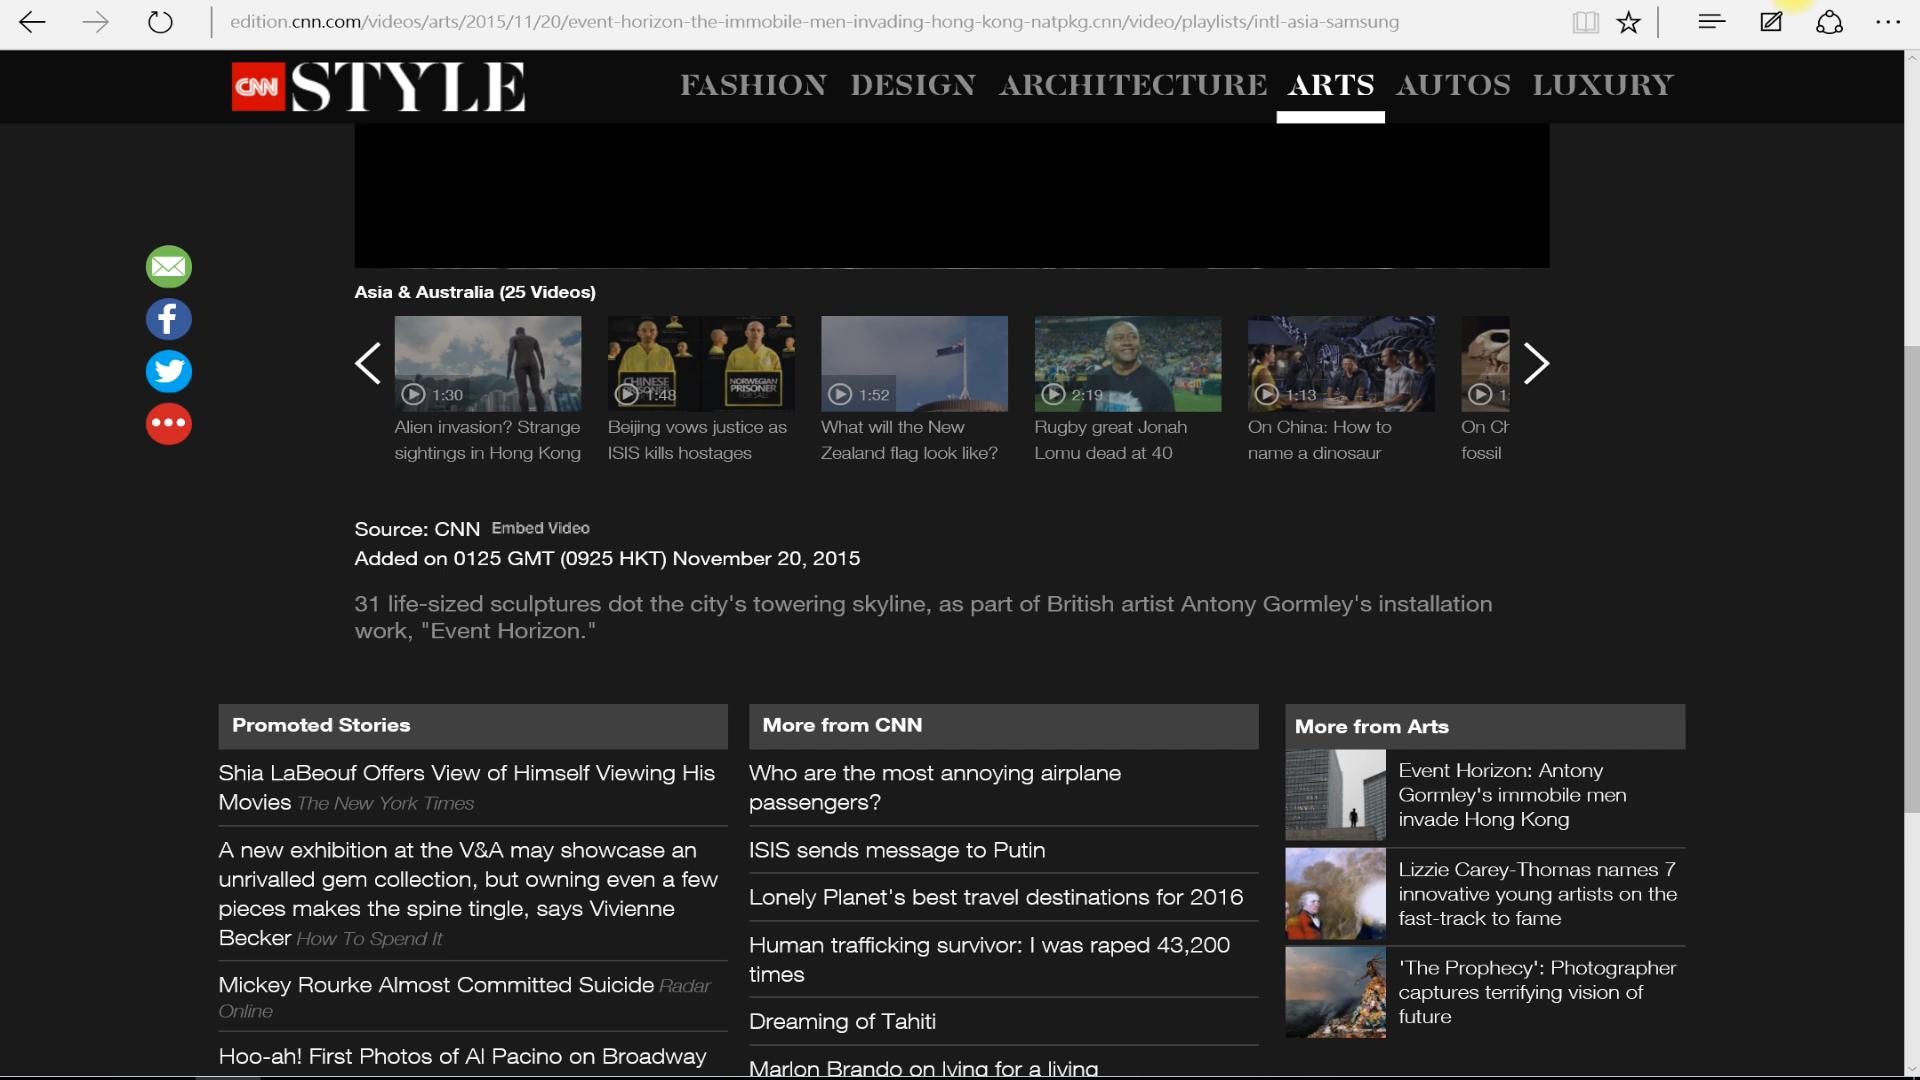 edition.cnn.com/videos/arts/2015/11/20/event-horizon-the-immobile-men-invading-hong-kong-natpkg.cnn/video/playlists/intl-asia-samsung
CNN STYLE
FASHION DESIGN ARCHITECTURE ARTS AUTOS LUXURY
Asia & Australia (25 Videos)
1:30
Alien invasion? Strange
sightings in Hong Kong
CHINESE PRISONER
NORWEGIAN PRISONER
FOR SALE
1:48
Beijing vows justice as
ISIS kills hostages
1:52
What will the New
Zealand flag look like?
2:19
Rugby great Jonah
Lomu dead at 40
1:13
On China: How to
name a dinosaur
1:
On Ch
fossil
Source: CNN Embed Video
Added on 0125 GMT (0925 HKT) November 20, 2015
31 life-sized sculptures dot the city's towering skyline, as part of British artist Antony Gormley's installation
work, "Event Horizon."
Promoted Stories
Shia LaBeouf Offers View of Himself Viewing His
Movies The New York Times
A new exhibition at the V&A may showcase an
unrivalled gem collection, but owning even a few
pieces makes the spine tingle, says Vivienne
Becker How To Spend It
Mickey Rourke Almost Committed Suicide Radar
Online
Hoo-ah! First Photos of Al Pacino on Broadway
More from CNN
Who are the most annoying airplane
passengers?
ISIS sends message to Putin
Lonely Planet's best travel destinations for 2016
Human trafficking survivor: I was raped 43,200
times
Dreaming of Tahiti
Marlon Brando on lying for a living
More from Arts
Event Horizon: Antony
Gormley's immobile men
invade Hong Kong
Lizzie Carey-Thomas names 7
innovative young artists on the
fast-track to fame
'The Prophecy': Photographer
captures terrifying vision of
future